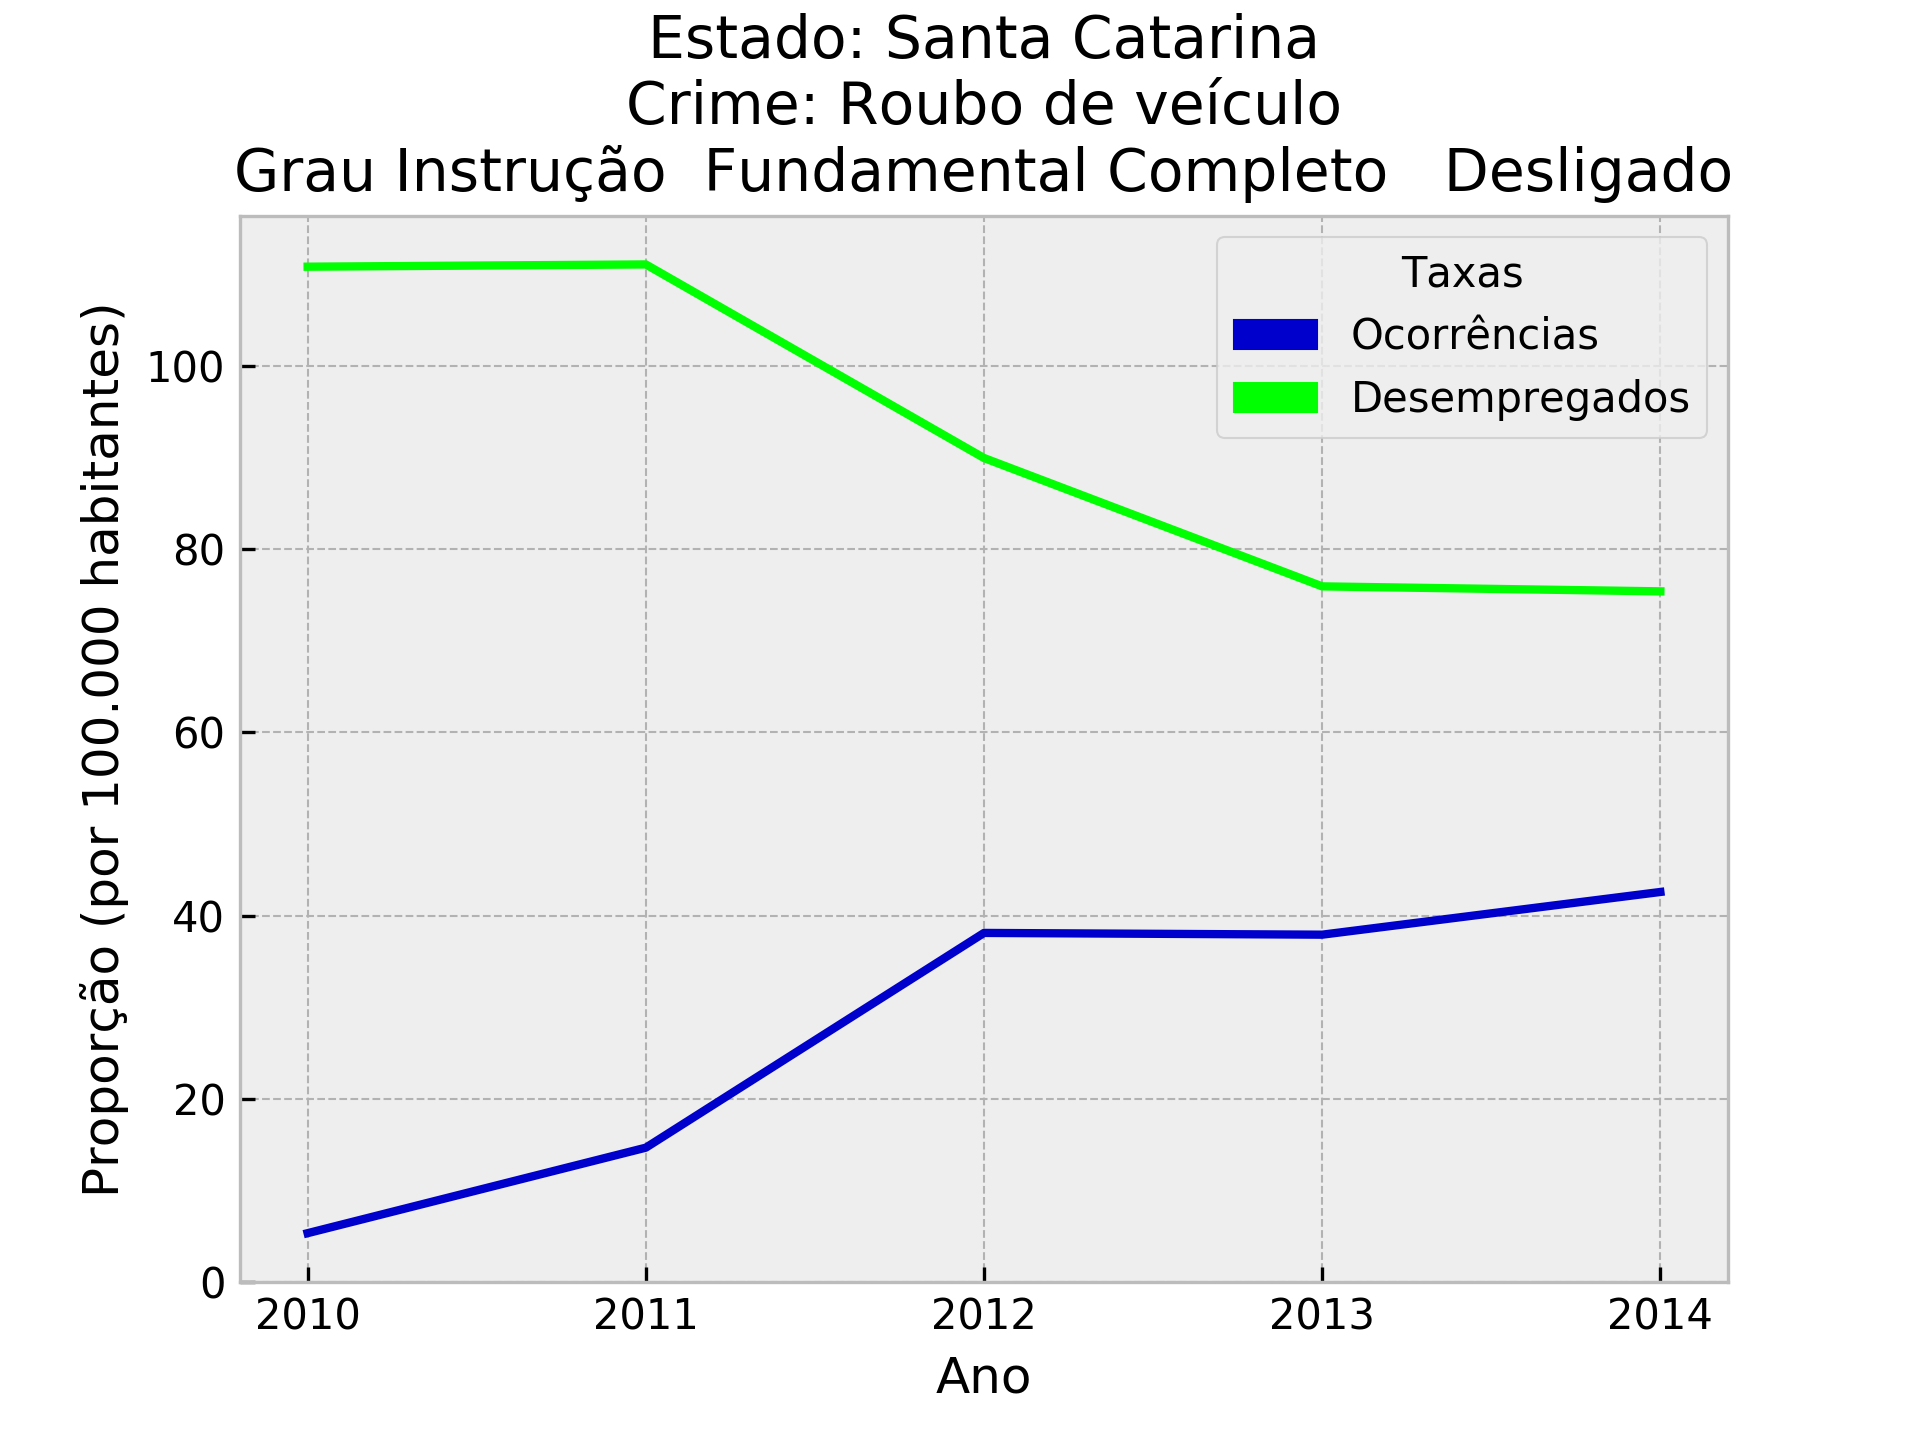 Estado: Santa Catarina
Crime: Roubo de veículo
Grau Instrução  Fundamental Completo   Desligado
Taxas
Ocorrências
Desempregados
Proporção (por 100.000 habitantes)
100
80
60
40
20
0
2010 2011 2012 2013 2014
Ano